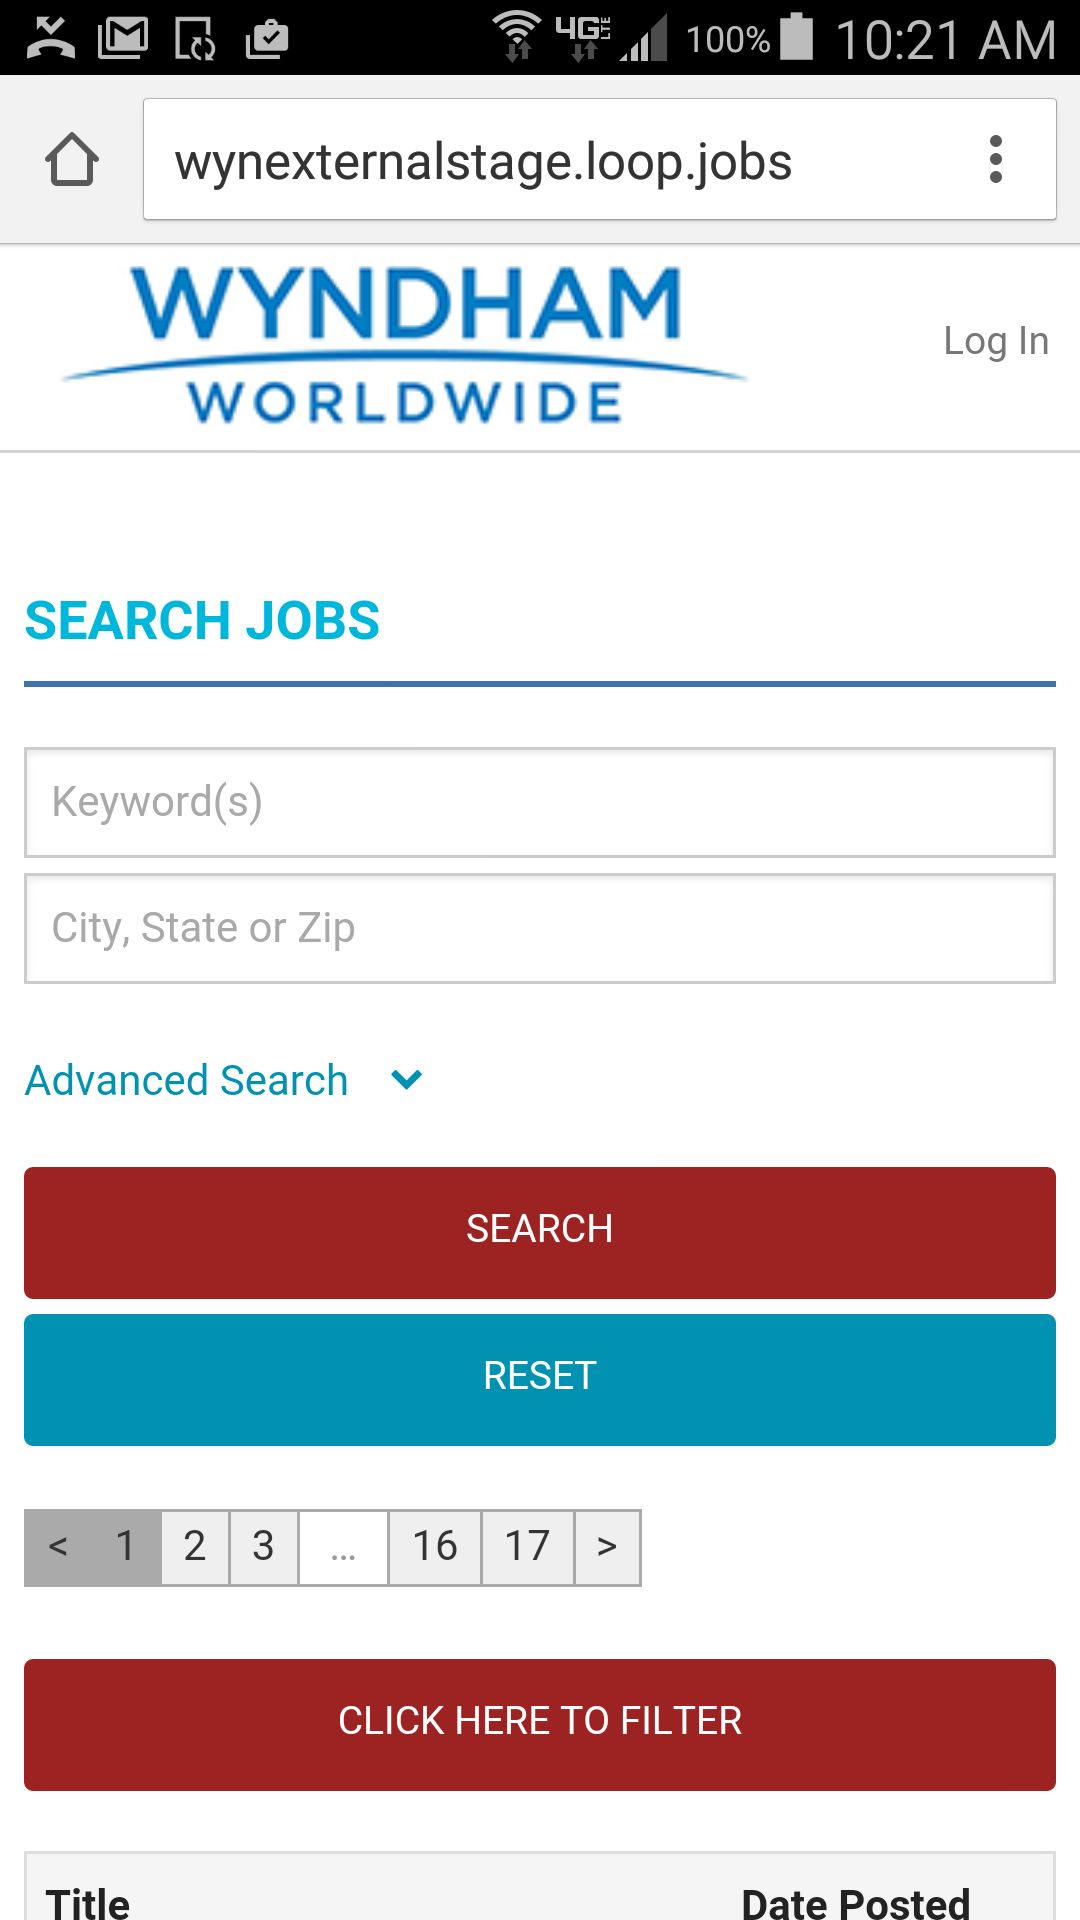 4G LTE 100% 10:21 AM
wynexternalstage.loop.jobs
WYNDHAM
WORLDWIDE
Log In
SEARCH JOBS
Keyword(s)
City, State or Zip
Advanced Search
SEARCH
RESET
< 1 2 3 ... 16 17 >
CLICK HERE TO FILTER
Title Date Posted